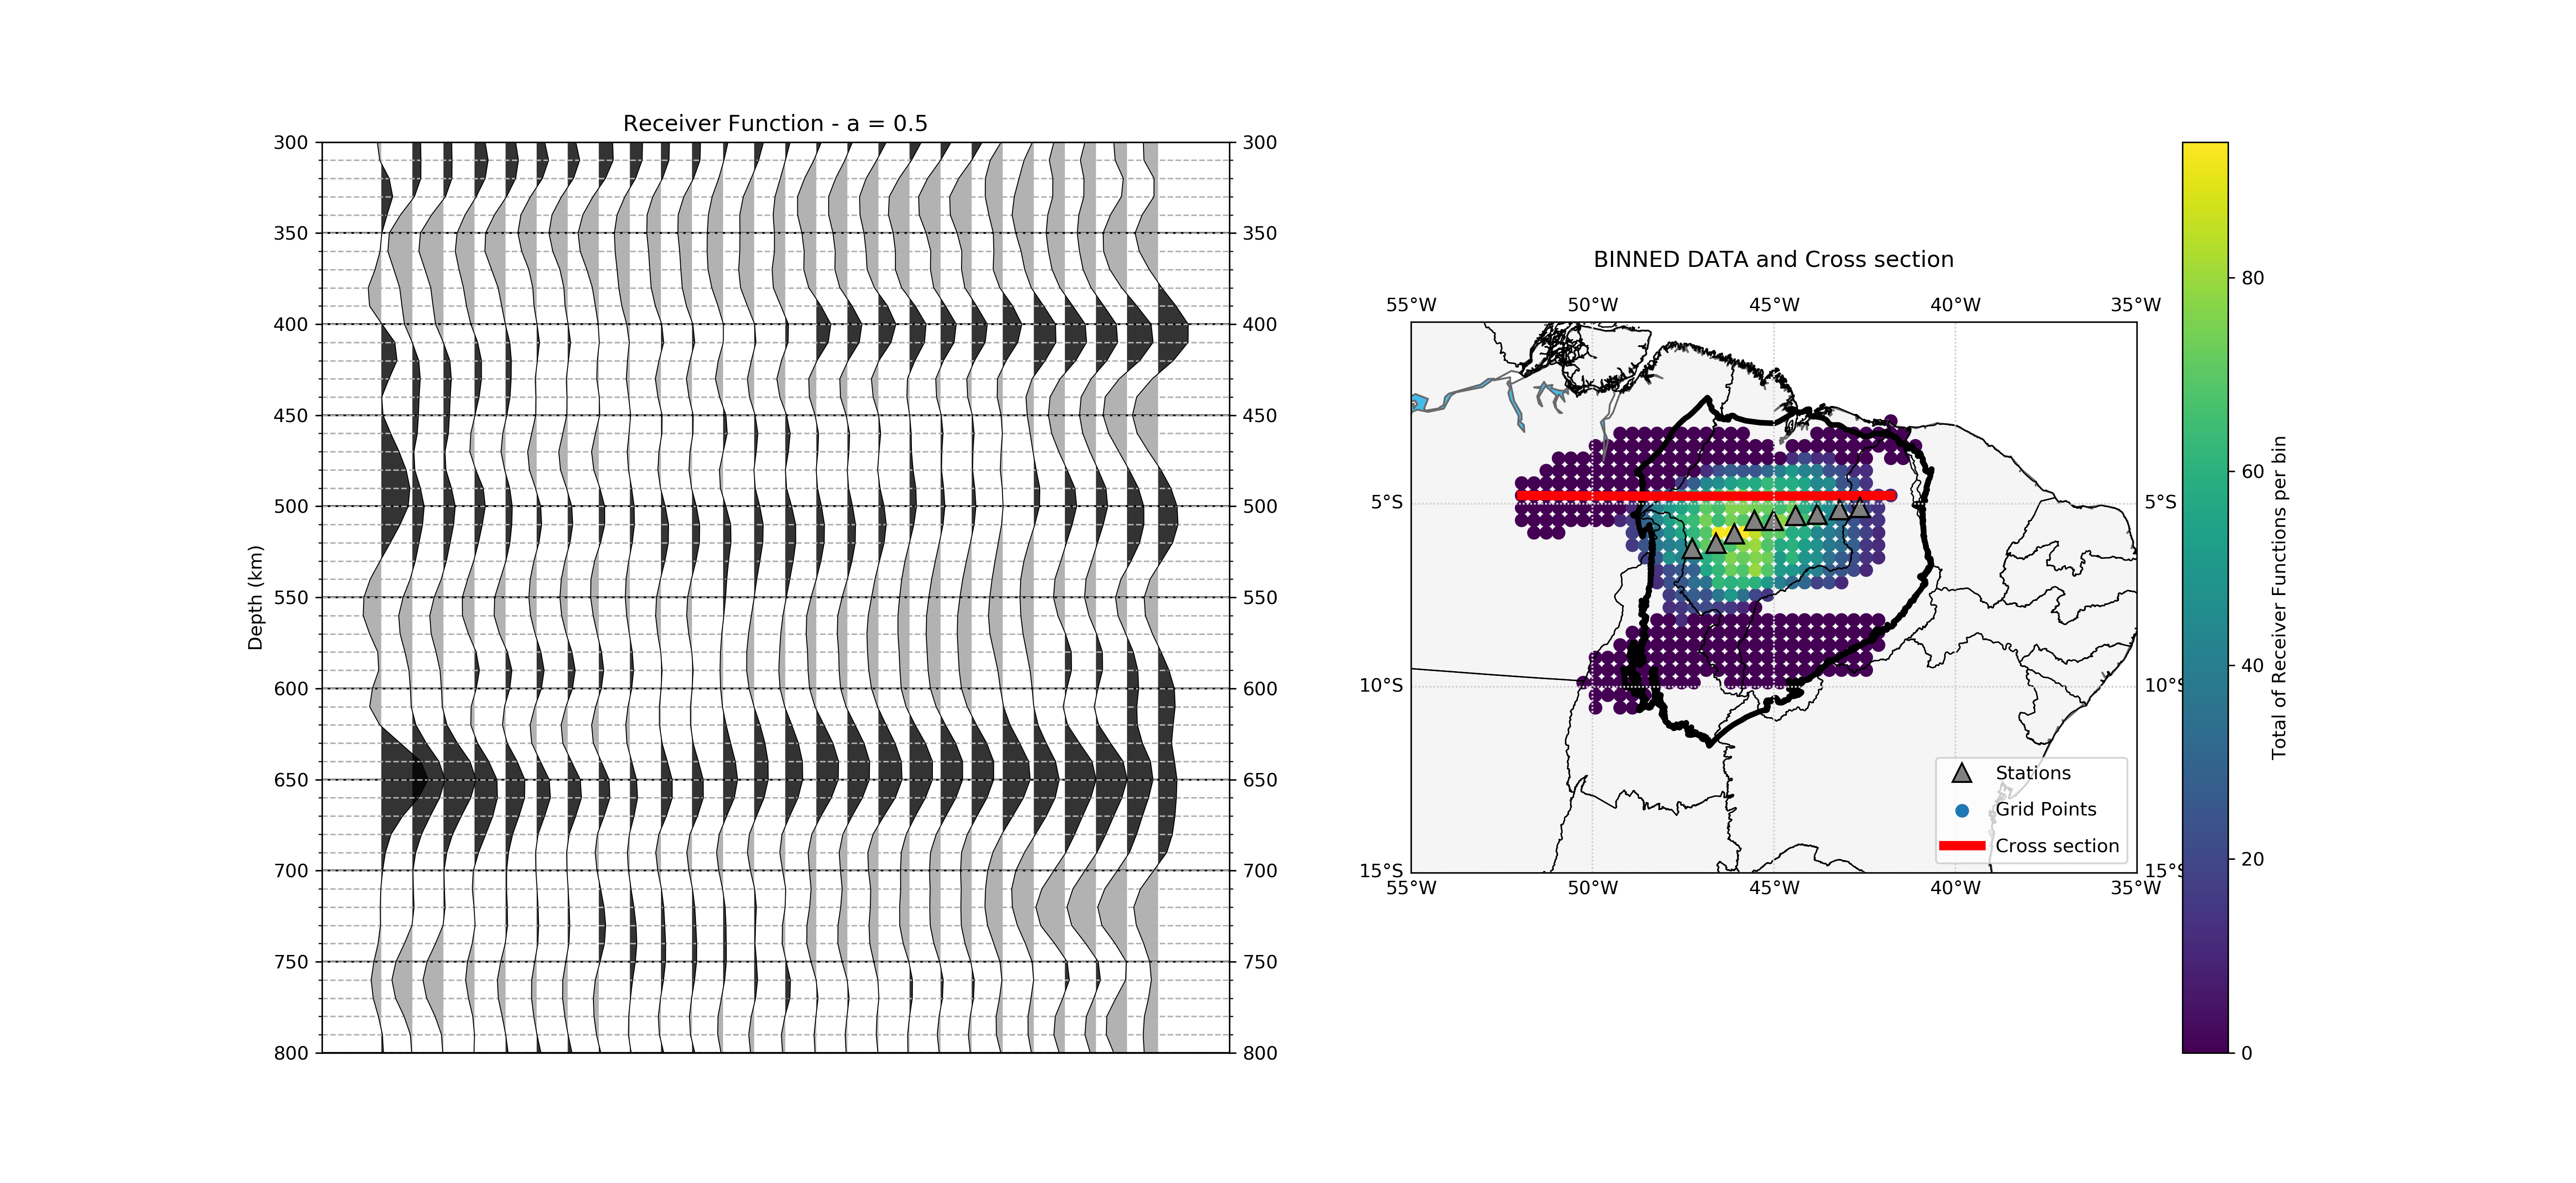 Receiver Function - a = 0.5
300
350
400
450
500
550
600
650
700
750
800
Depth (km)
300
350
400
450
500
550
600
650
700
750
800
BINNED DATA and Cross section
55°W 50°W 45°W 40°W 35°W
5°S 5°S
10°S 10°S
15°S 15°S
55°W 50°W 45°W 40°W 35°W
Stations
Grid Points
Cross section
80
60
40
20
0
Total of Receiver Functions per bin